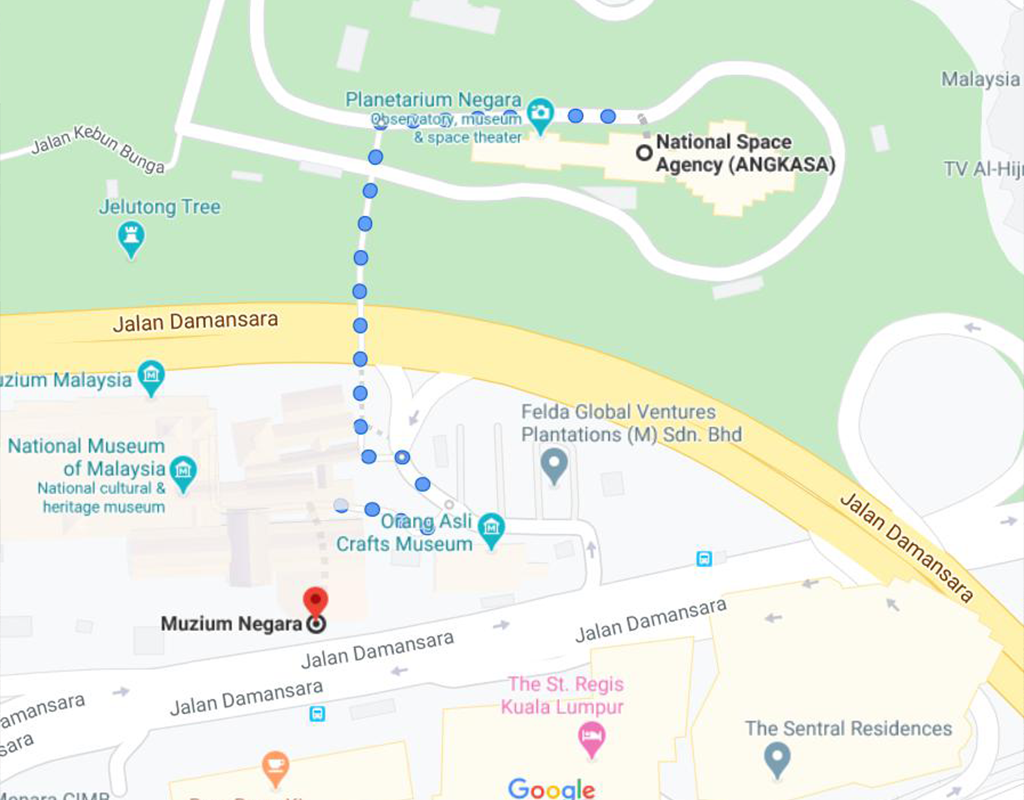 Malaysia
Planetarium Negara
Observatory, museum
& space theater
National Space
Agency (ANGKASA)
Jalan Kebun Bunga
TV Al-Hijr
Jelutong Tree
Jalan Damansara
uzium Malaysia
Felda Global Ventures
Plantations (M) Sdn. Bhd
National Museum
of Malaysia
National cultural &
heritage museum
Orang Asli
Crafts Museum
Jalan Damansara
Muzium Negara
Jalan Damansara
Jalan Damansara
Jalan Damansara
amansara
sara
The St. Regis
Kuala Lumpur
The Sentral Residences
Google
Menara CIMB